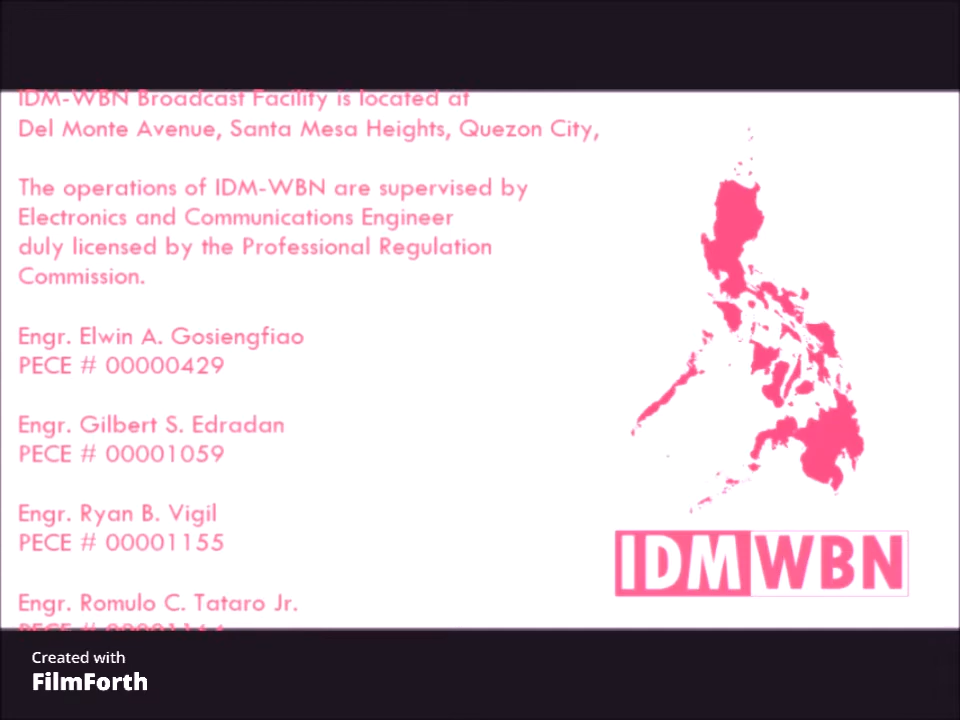 IDM-WBN Broadcast Facility is located at
Del Monte Avenue, Santa Mesa Heights, Quezon City,
The operations of IDM-WBN are supervised by
Electronics and Communications Engineer
duly licensed by the Professional Regulation
Commission.
Engr. Elwin A. Gosiengfiao
PECE # 00000429
Engr. Gilbert S. Edradan
PECE # 00001059
Engr. Ryan B. Vigil
PECE # 00001155
Engr. Romulo C. Tataro Jr.
PECE #
IDMWBN
Created with
FilmForth